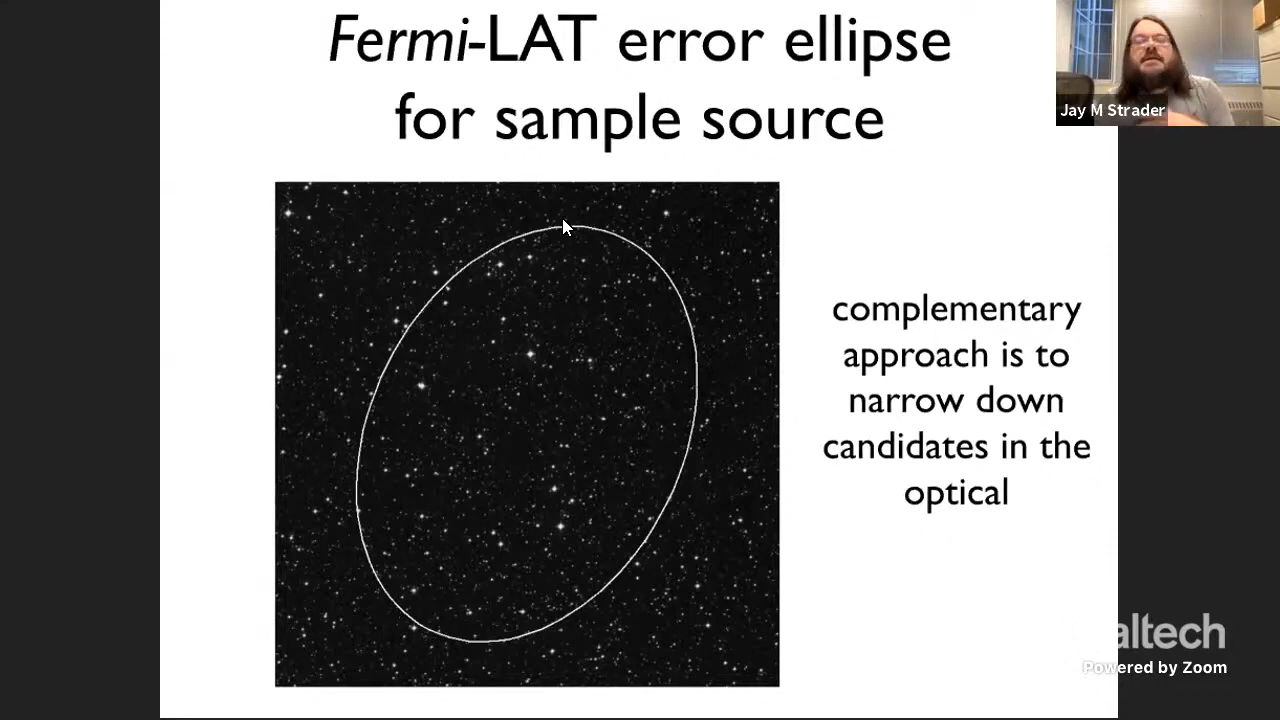 Fermi-LAT error ellipse
for sample source
Jay M Strader
complementary
approach is to
narrow down
candidates in the
optical
altech
Powered by Zoom